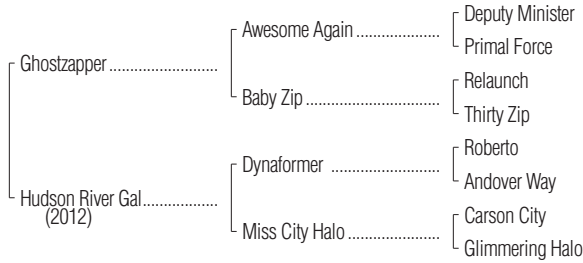 Deputy Minister
Awesome Again ....................
Primal Force
Ghostzapper ..........................
Relaunch
Baby Zip ................................
Thirty Zip
Roberto
Dynaformer ..........................
Andover Way
Hudson River Gal..................
(2012)
Carson City
Miss City Halo ......................
Glimmering Halo